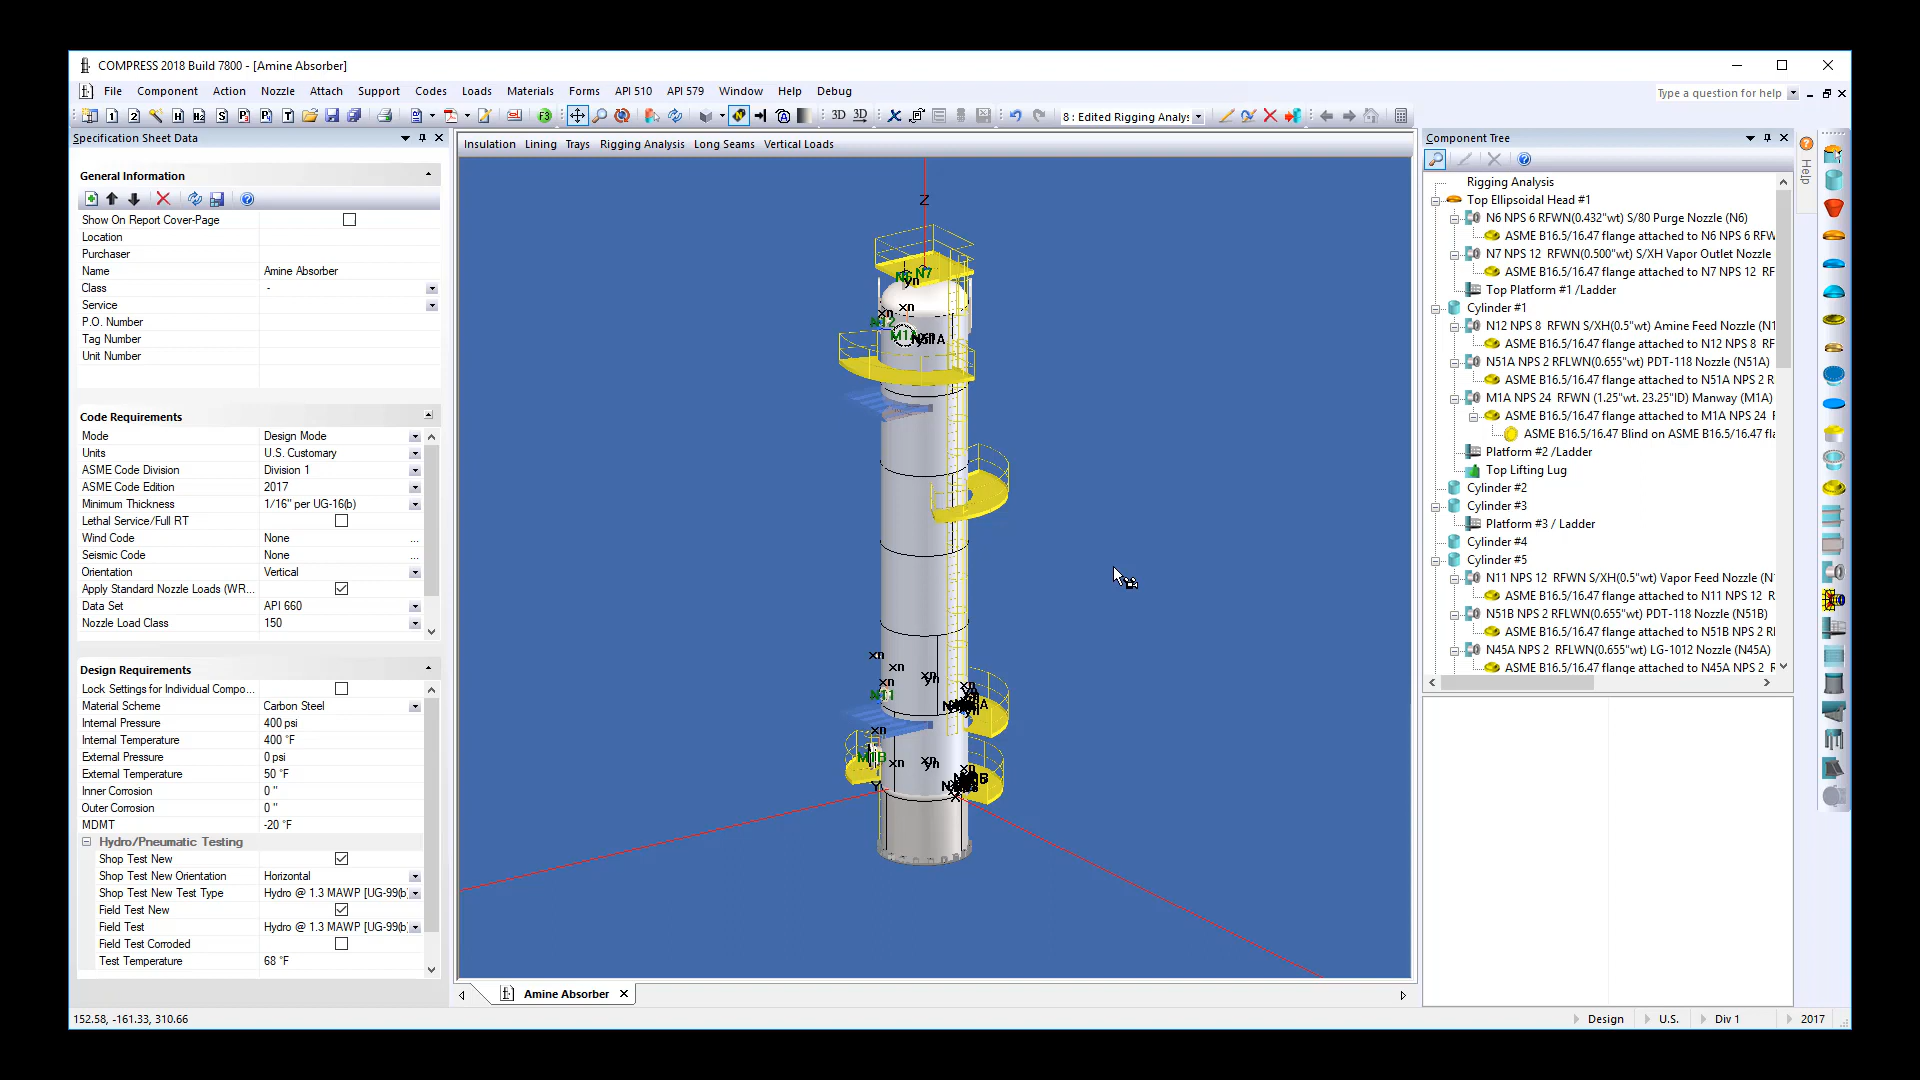 COMPRESS 2018 Build 7800 - [Amine Absorber]
File Component Action Nozzle Attach Support Codes Loads Materials Forms API 510 API 579 Window Help Debug
Type a question for help
8 : Edited Rigging Analys
3D 3D
Specification Sheet Data
General Information
Show On Report Cover-Page
Location
Purchaser
Name Amine Absorber
Class -
Service
P.O. Number
Tag Number
Unit Number
Code Requirements
Mode Design Mode
Units U.S. Customary
ASME Code Division Division 1
ASME Code Edition 2017
Minimum Thickness 1/16" per UG-16(b)
Lethal Service/Full RT
Wind Code None ...
Seismic Code None ...
Orientation Vertical
Apply Standard Nozzle Loads (WR...
Data Set API 660
Nozzle Load Class 150
Design Requirements
Lock Settings for Individual Compo...
Material Scheme Carbon Steel
Internal Pressure 400 psi
Internal Temperature 400 °F
External Pressure 0 psi
External Temperature 50 °F
Inner Corrosion 0 "
Outer Corrosion 0 "
MDMT -20 °F
Hydro/Pneumatic Testing
Shop Test New
Shop Test New Orientation Horizontal
Shop Test New Test Type Hydro @ 1.3 MAWP [UG-99(b
Field Test New
Field Test Hydro @ 1.3 MAWP [UG-99(b
Field Test Corroded
Test Temperature 68 °F
Insulation Lining Trays Rigging Analysis Long Seams Vertical Loads
Z
N7
N11
Amine Absorber
Component Tree
Help
Rigging Analysis
Top Ellipsoidal Head #1
N6 NPS 6 RFWN(0.432"wt) S/80 Purge Nozzle (N6)
ASME B16.5/16.47 flange attached to N6 NPS 6 RFW
N7 NPS 12 RFWN(0.500"wt) S/XH Vapor Outlet Nozzle
ASME B16.5/16.47 flange attached to N7 NPS 12 RF
Top Platform #1 /Ladder
Cylinder #1
N12 NPS 8 RFWN S/XH(0.5"wt) Amine Feed Nozzle (N1
ASME B16.5/16.47 flange attached to N12 NPS 8 RF
N51A NPS 2 RFLWN(0.655"wt) PDT-118 Nozzle (N51A)
ASME B16.5/16.47 flange attached to N51A NPS 2 R
M1A NPS 24 RFWN (1.25"wt. 23.25"ID) Manway (M1A)
ASME B16.5/16.47 flange attached to M1A NPS 24 F
ASME B16.5/16.47 Blind on ASME B16.5/16.47 fla
Platform #2 /Ladder
Top Lifting Lug
Cylinder #2
Cylinder #3
Platform #3 / Ladder
Cylinder #4
Cylinder #5
N11 NPS 12 RFWN S/XH(0.5"wt) Vapor Feed Nozzle (N
ASME B16.5/16.47 flange attached to N11 NPS 12 R
N51B NPS 2 RFLWN(0.655"wt) PDT-118 Nozzle (N51B)
ASME B16.5/16.47 flange attached to N51B NPS 2 R
N45A NPS 2 RFLWN(0.655"wt) LG-1012 Nozzle (N45A)
ASME B16.5/16.47 flange attached to N45A NPS 2 R
152.58, -161.33, 310.66
Design U.S. Div 1 2017